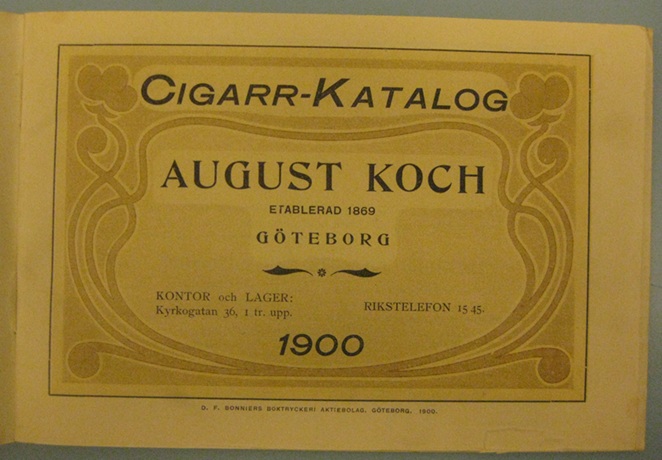 CIGARR-KATALOG
AUGUST KOCH
ETABLERAD 1869
GÖTEBORG
KONTOR och LAGER:
Kyrkogatan 36, 1 tr. upp.
RIKSTELEFON 15 45.
1900
D. F. BONNIERS BOKTRYCKERI AKTIEBOLAG, GÖTEBORG, 1900.